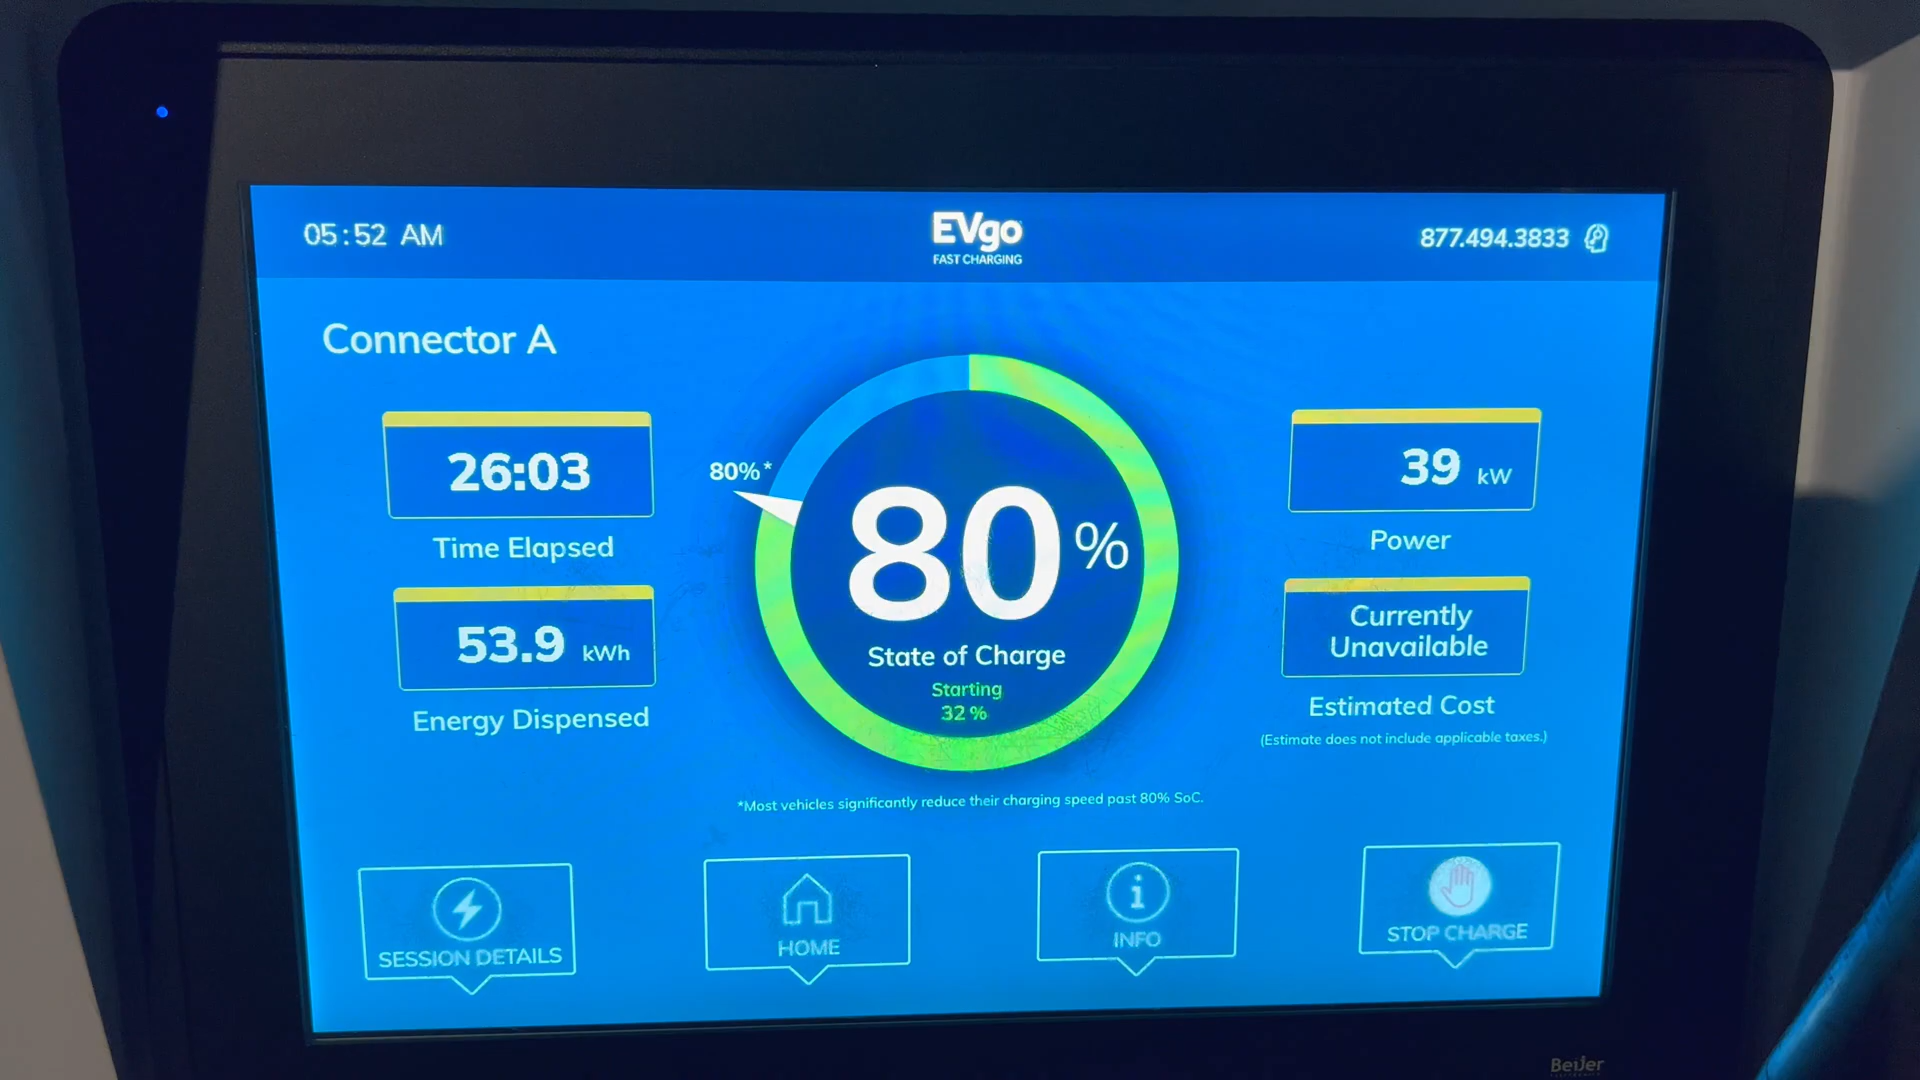 05:52 AM
EVgo
FAST CHARGING
877.494.3833
Connector A
26:03
Time Elapsed
53.9 kWh
Energy Dispensed
80%*
80%
State of Charge
Starting
32 %
39 kW
Power
Currently
Unavailable
Estimated Cost
(Estimate does not include applicable taxes.)
*Most vehicles significantly reduce their charging speed past 80% SoC.
SESSION DETAILS
HOME
INFO
STOP CHARGE
Beijer